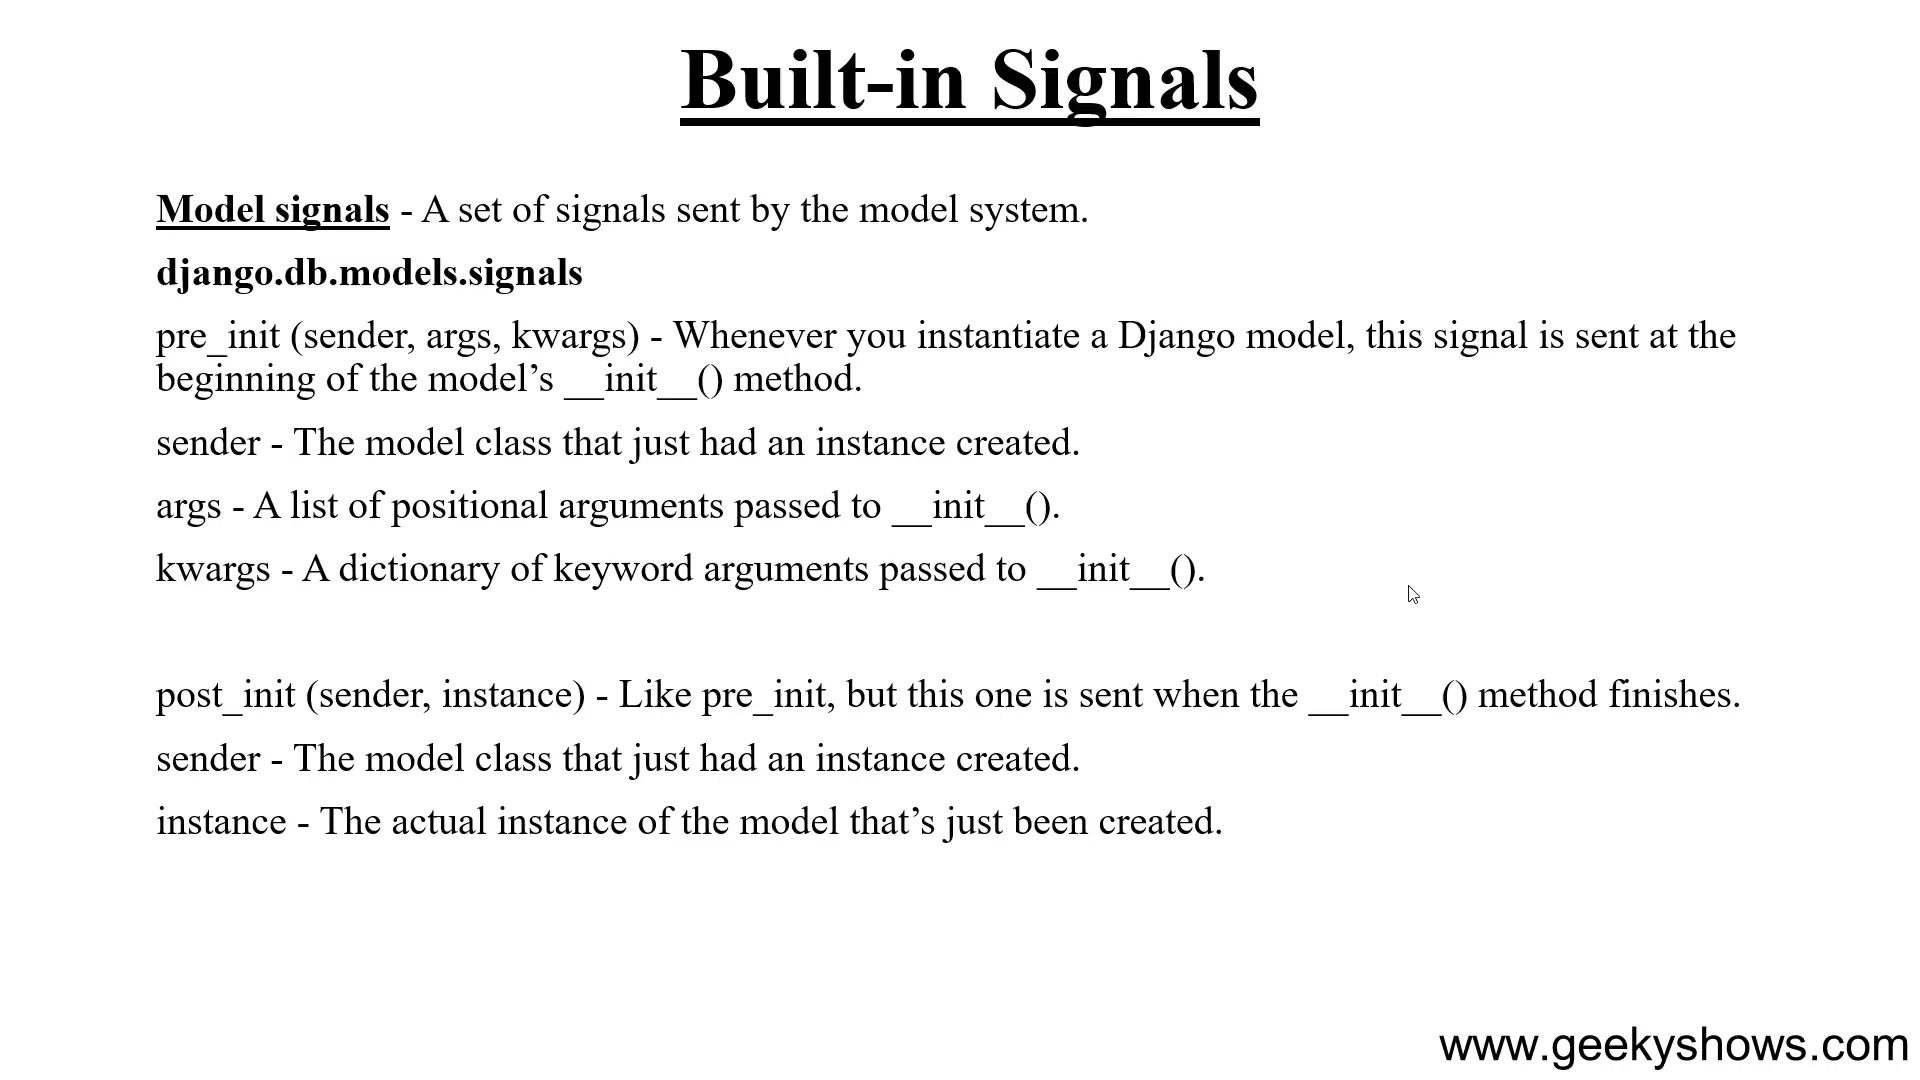 Built-in Signals
Model signals - A set of signals sent by the model system.
django.db.models.signals
pre_init (sender, args, kwargs) - Whenever you instantiate a Django model, this signal is sent at the
beginning of the model’s __init__() method.
sender - The model class that just had an instance created.
args - A list of positional arguments passed to __init__().
kwargs - A dictionary of keyword arguments passed to __init__().
post_init (sender, instance) - Like pre_init, but this one is sent when the __init__() method finishes.
sender - The model class that just had an instance created.
instance - The actual instance of the model that’s just been created.
www.geekyshows.com